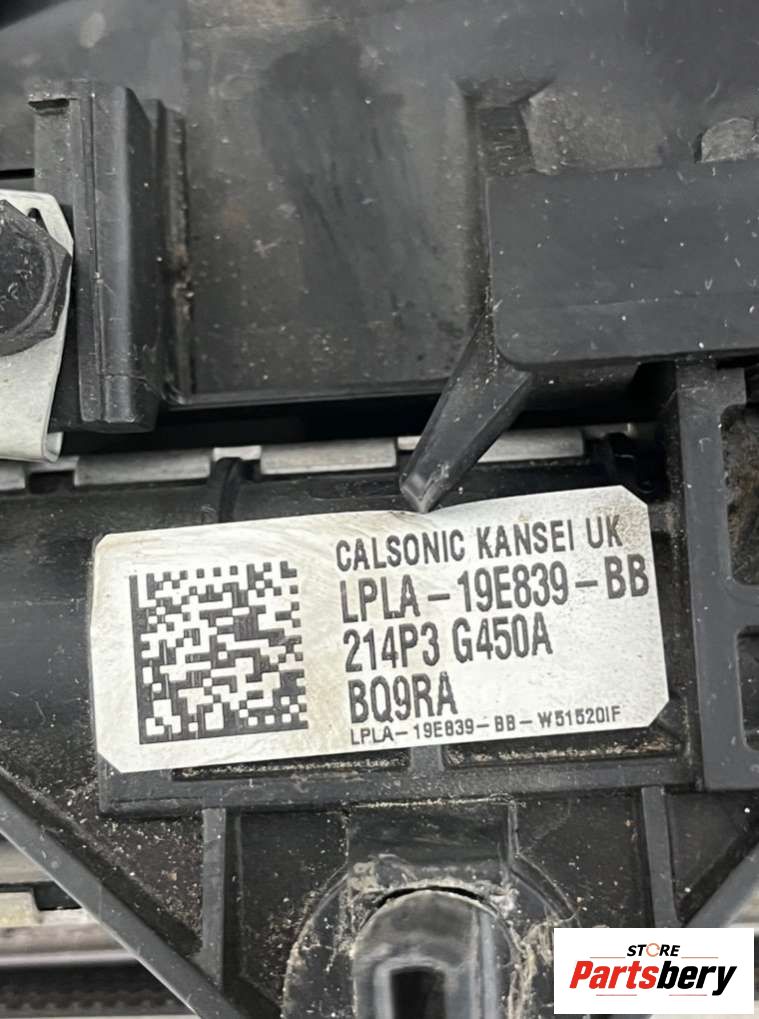 CALSONIC KANSEI UK
LPLA-19E839-BB
214P3 G450A
BQ9RA
LPLA-19E839-BB-W51520IF
STORE
Partsbery